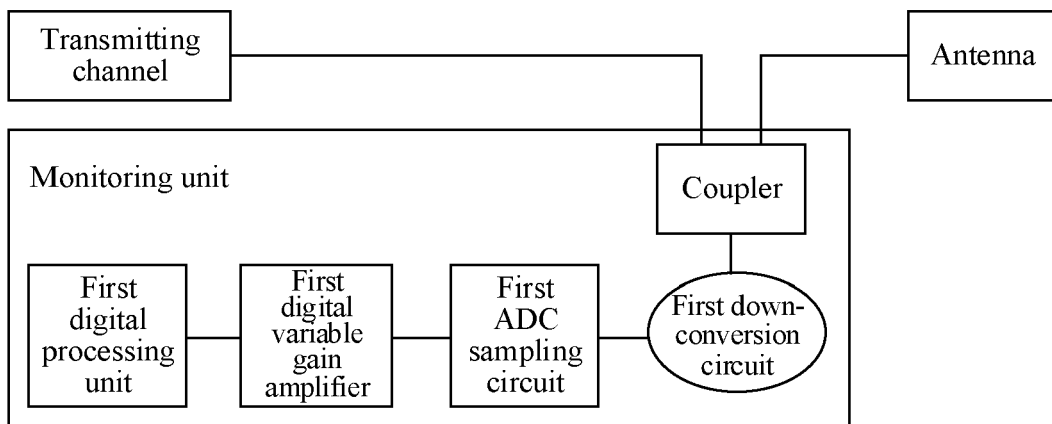 Transmitting
channel
Antenna
Monitoring unit
Coupler
First
digital
processing
unit
First
digital
variable
gain
amplifier
First
ADC
sampling
circuit
First down-
conversion
circuit